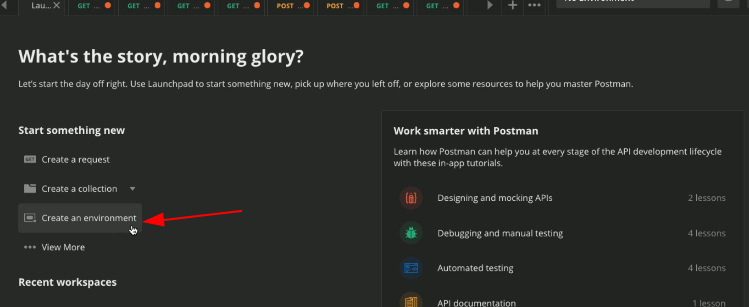 Lau...
GET ...
GET ...
GET ...
GET ...
POST ...
POST ...
GET ...
GET ...
What's the story, morning glory?
Let's start the day off right. Use Launchpad to start something new, pick up where you left off, or explore some resources to help you master Postman.
Start something new
Create a request
Create a collection
Create an environment
View More
Recent workspaces
Work smarter with Postman
Learn how Postman can help you at every stage of the API development lifecycle
with these in-app tutorials.
Designing and mocking APIs
2 lessons
Debugging and manual testing
4 lessons
Automated testing
4 lessons
API documentation
1 lesson